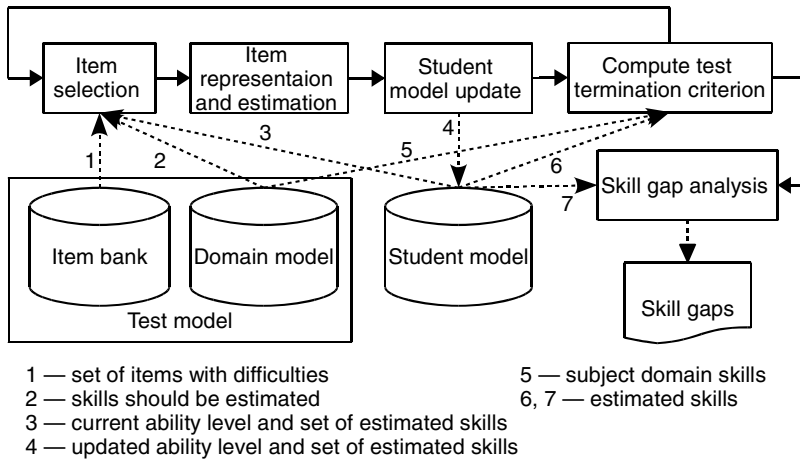 Item
selection
Item
representaion
and estimation
Student
model update
Compute test
termination criterion
1
2
3
4
5
6
7
Skill gap analysis
Item bank
Domain model
Student model
Test model
Skill gaps
1 — set of items with difficulties
2 — skills should be estimated
3 — current ability level and set of estimated skills
4 — updated ability level and set of estimated skills
5 — subject domain skills
6, 7 — estimated skills